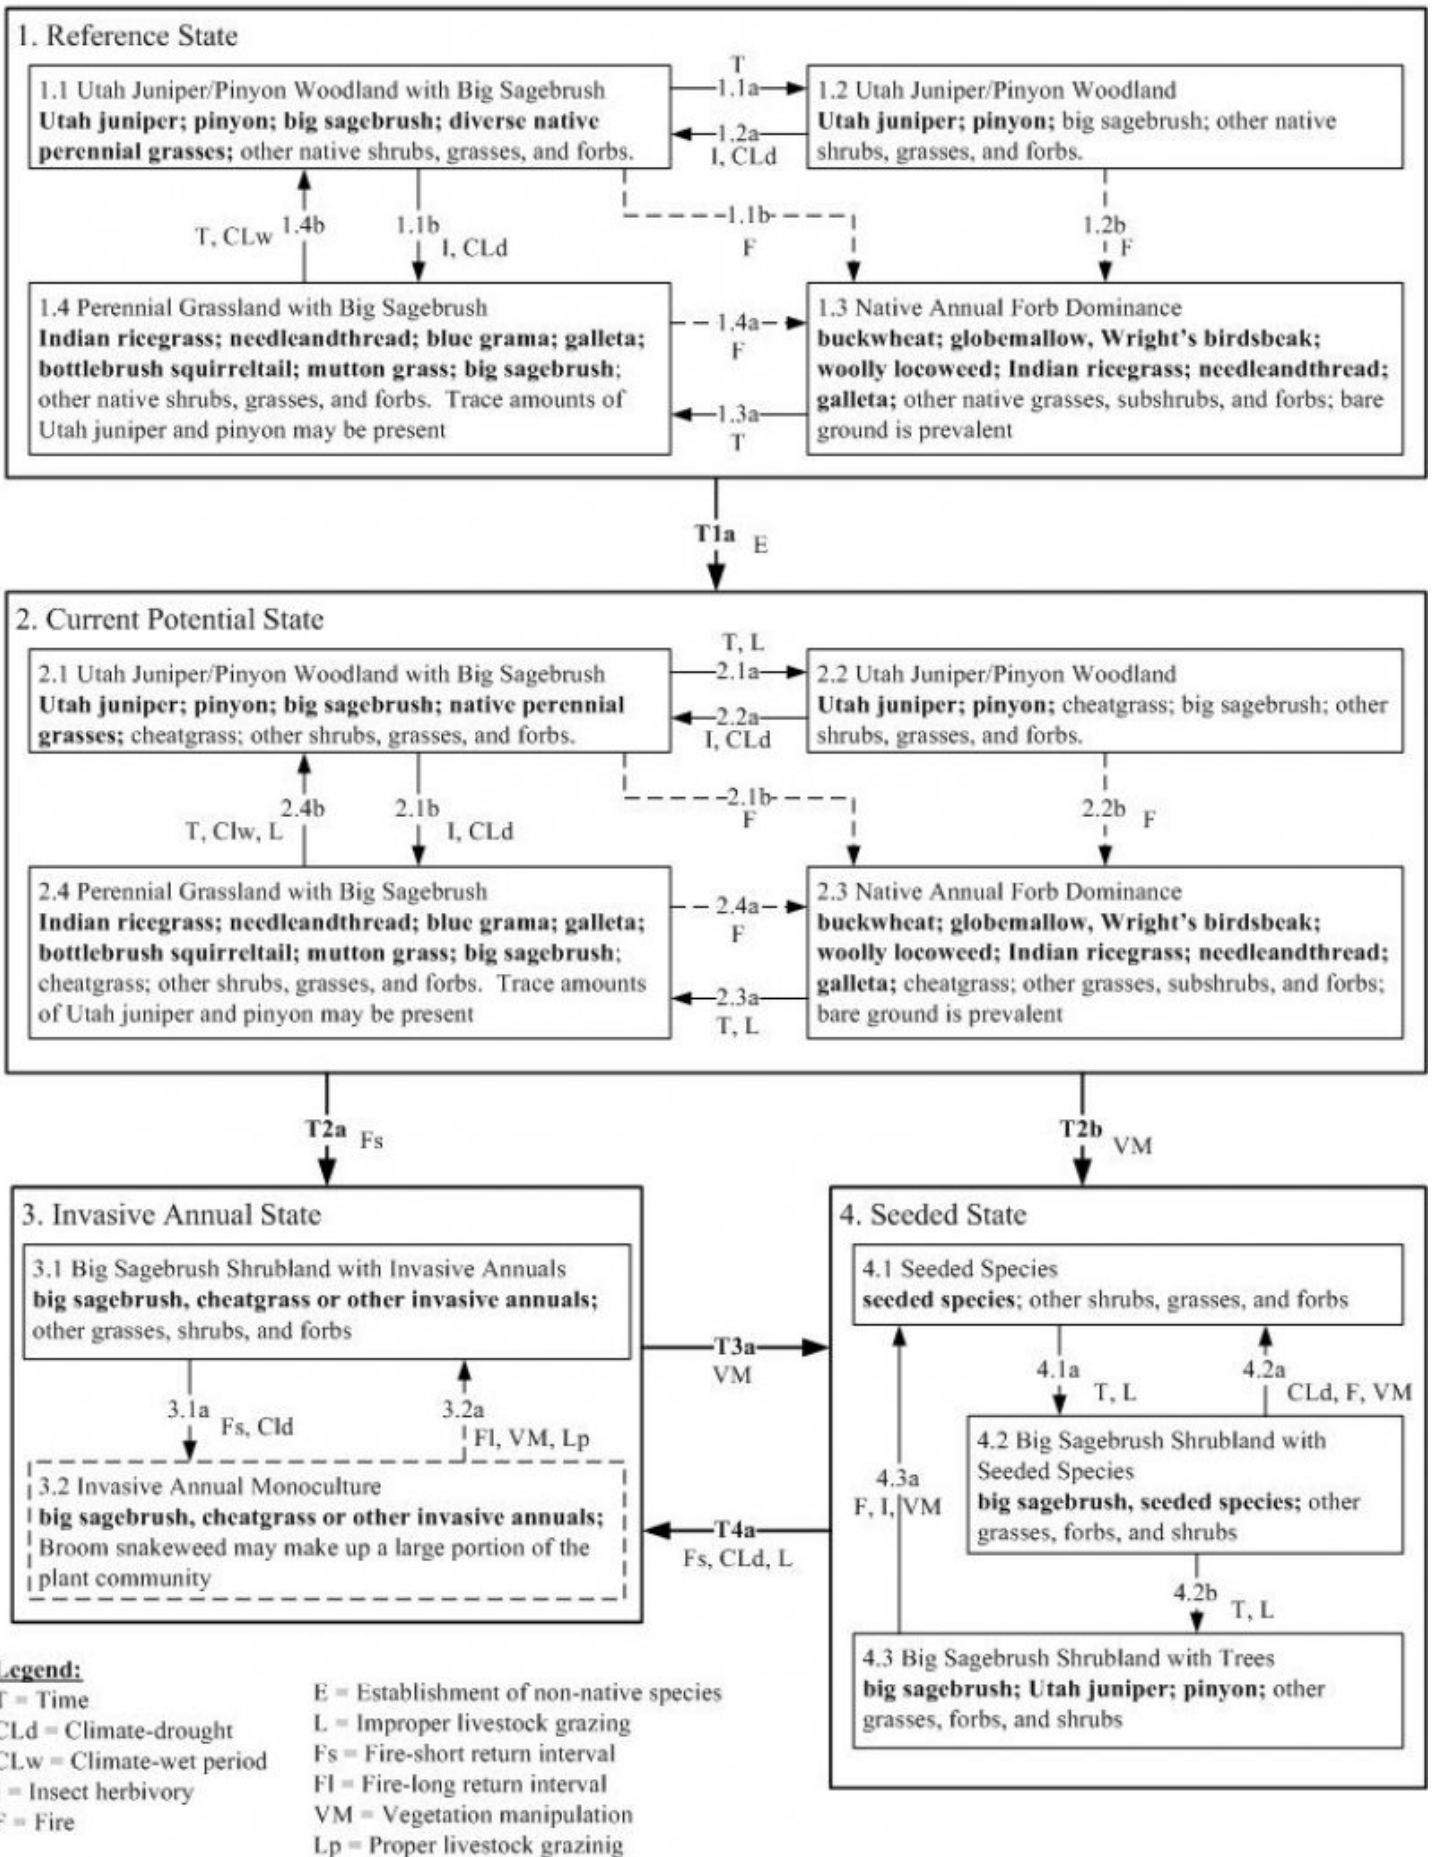 1. Reference State
1.1 Utah Juniper/Pinyon Woodland with Big Sagebrush
Utah juniper; pinyon; big sagebrush; diverse native
perennial grasses; other native shrubs, grasses, and forbs.
T
1.1a
1.2a
I, CLd
1.2 Utah Juniper/Pinyon Woodland
Utah juniper; pinyon; big sagebrush; other native
shrubs, grasses, and forbs.
T, CLw
1.4b
1.1b
I, CLd
1.1b
F
1.2b
F
1.4 Perennial Grassland with Big Sagebrush
Indian ricegrass; needleandthread; blue grama; galleta;
bottlebrush squirreltail; mutton grass; big sagebrush;
other native shrubs, grasses, and forbs. Trace amounts of
Utah juniper and pinyon may be present
1.4a
F
1.3a
T
1.3 Native Annual Forb Dominance
buckwheat; globemallow, Wright's birdsbeak;
woolly locoweed; Indian ricegrass; needleandthread;
galleta; other native grasses, subshrubs, and forbs; bare
ground is prevalent
T1a
E
2. Current Potential State
2.1 Utah Juniper/Pinyon Woodland with Big Sagebrush
Utah juniper; pinyon; big sagebrush; native perennial
grasses; cheatgrass; other shrubs, grasses, and forbs.
T, L
2.1a
2.2a
I, CLd
2.2 Utah Juniper/Pinyon Woodland
Utah juniper; pinyon; cheatgrass; big sagebrush; other
shrubs, grasses, and forbs.
2.4b
T, Clw, L
2.1b
I, CLd
2.1b
F
2.2b
F
2.4 Perennial Grassland with Big Sagebrush
Indian ricegrass; needleandthread; blue grama; galleta;
bottlebrush squirreltail; mutton grass; big sagebrush;
cheatgrass; other shrubs, grasses, and forbs. Trace amounts
of Utah juniper and pinyon may be present
2.4a
F
2.3a
T, L
2.3 Native Annual Forb Dominance
buckwheat; globemallow, Wright's birdsbeak;
woolly locoweed; Indian ricegrass; needleandthread;
galleta; cheatgrass; other grasses, subshrubs, and forbs;
bare ground is prevalent
T2a
Fs
T2b
VM
3. Invasive Annual State
3.1 Big Sagebrush Shrubland with Invasive Annuals
big sagebrush, cheatgrass or other invasive annuals;
other grasses, shrubs, and forbs
3.1a
Fs, Cld
3.2a
Fl, VM, Lp
3.2 Invasive Annual Monoculture
big sagebrush, cheatgrass or other invasive annuals;
Broom snakeweed may make up a large portion of the
plant community
T3a
VM
T4a
Fs, CLd, L
4. Seeded State
4.1 Seeded Species
seeded species; other shrubs, grasses, and forbs
4.1a
T, L
4.2a
CLd, F, VM
4.2 Big Sagebrush Shrubland with
Seeded Species
big sagebrush, seeded species; other
grasses, forbs, and shrubs
4.3a
F, I, VM
4.2b
T, L
4.3 Big Sagebrush Shrubland with Trees
big sagebrush; Utah juniper; pinyon; other
grasses, forbs, and shrubs
Legend:
T = Time
CLd = Climate-drought
CLw = Climate-wet period
= Insect herbivory
F = Fire
E = Establishment of non-native species
L = Improper livestock grazing
Fs = Fire-short return interval
Fl = Fire-long return interval
VM = Vegetation manipulation
Lp = Proper livestock grazinig